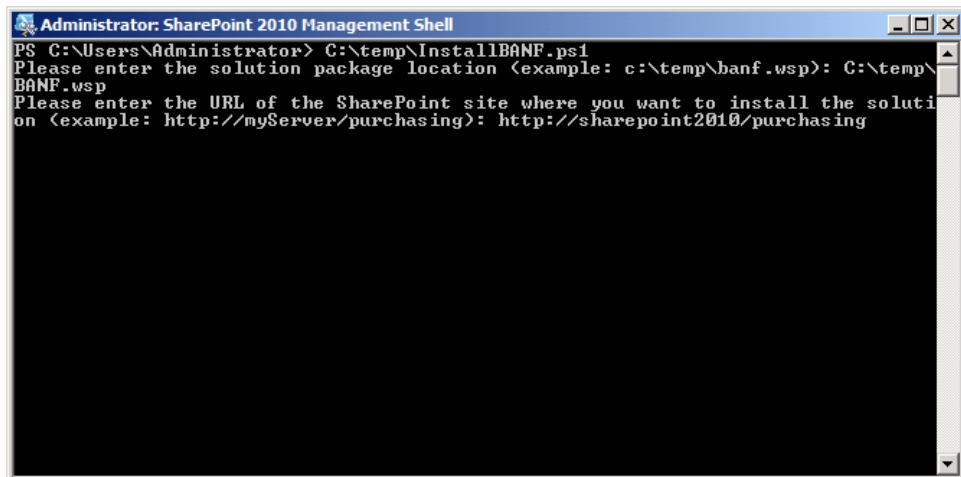 Administrator: SharePoint 2010 Management Shell
PS C:\Users\Administrator> C:\temp\InstallBANF.ps1
Please enter the solution package location (example: c:\temp\banf.wsp): C:\temp\
BANF.wsp
Please enter the URL of the SharePoint site where you want to install the soluti
on (example: http://myServer/purchasing): http://sharepoint2010/purchasing